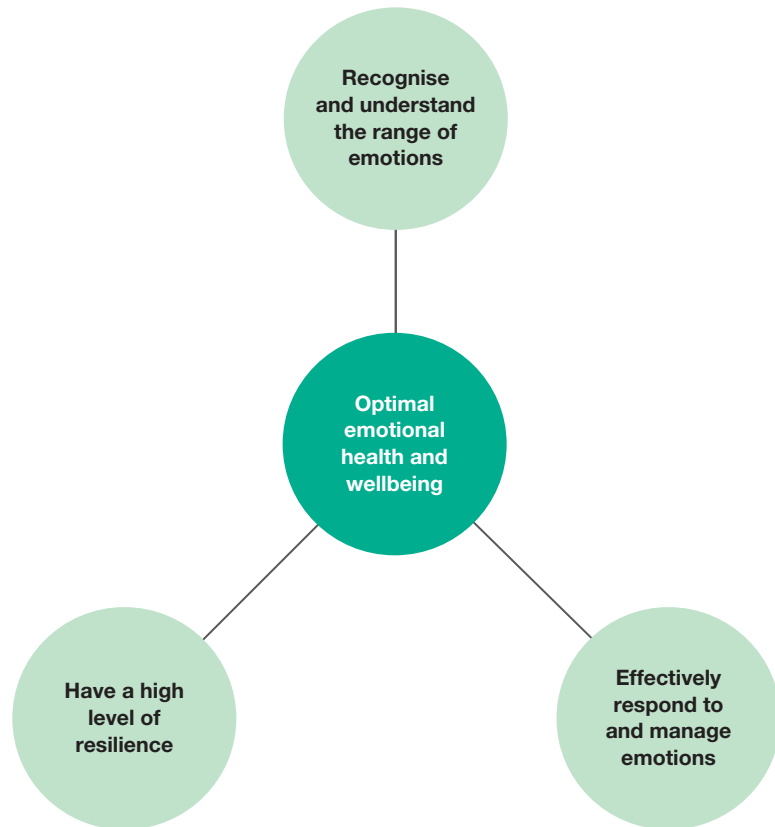 Recognise
and understand
the range of
emotions
Optimal
emotional
health and
wellbeing
Have a high
level of
resilience
Effectively
respond to
and manage
emotions